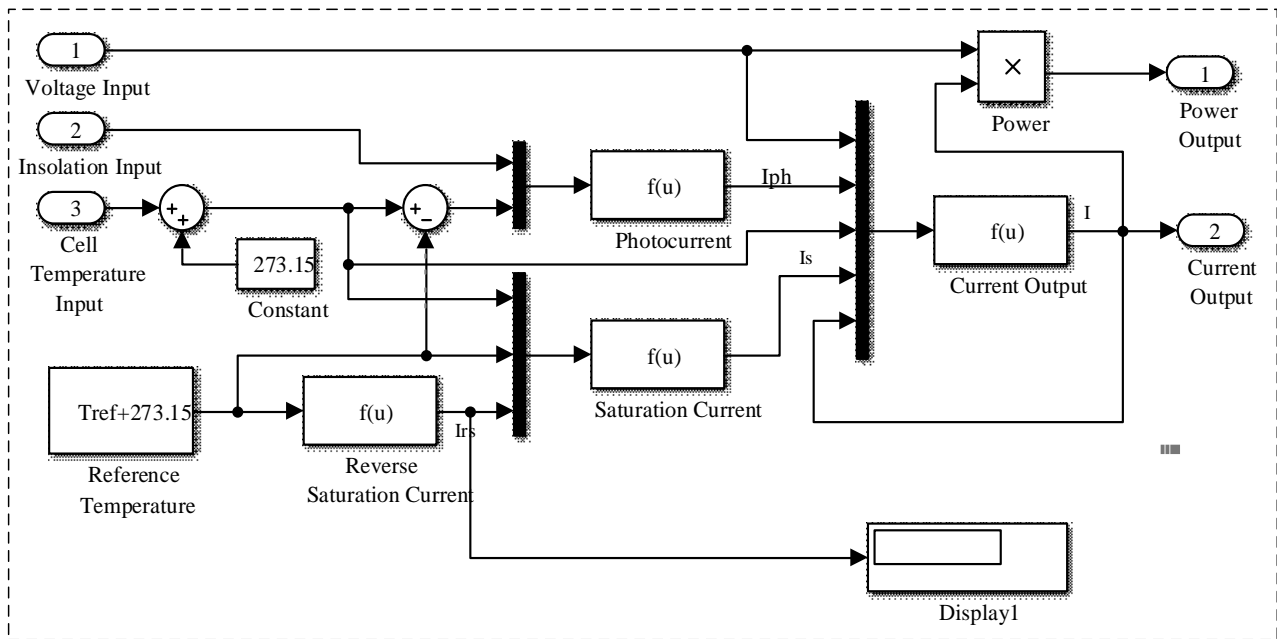 1
Voltage Input
2
Insolation Input
3
Cell
Temperature
Input
+
+
273.15
Constant
+
−
Tref+273.15
Reference
Temperature
f(u)
Reverse
Saturation Current
Irs
f(u)
Photocurrent
Iph
f(u)
Saturation Current
Is
f(u)
Current Output
I
×
Power
1
Power
Output
2
Current
Output
Display1